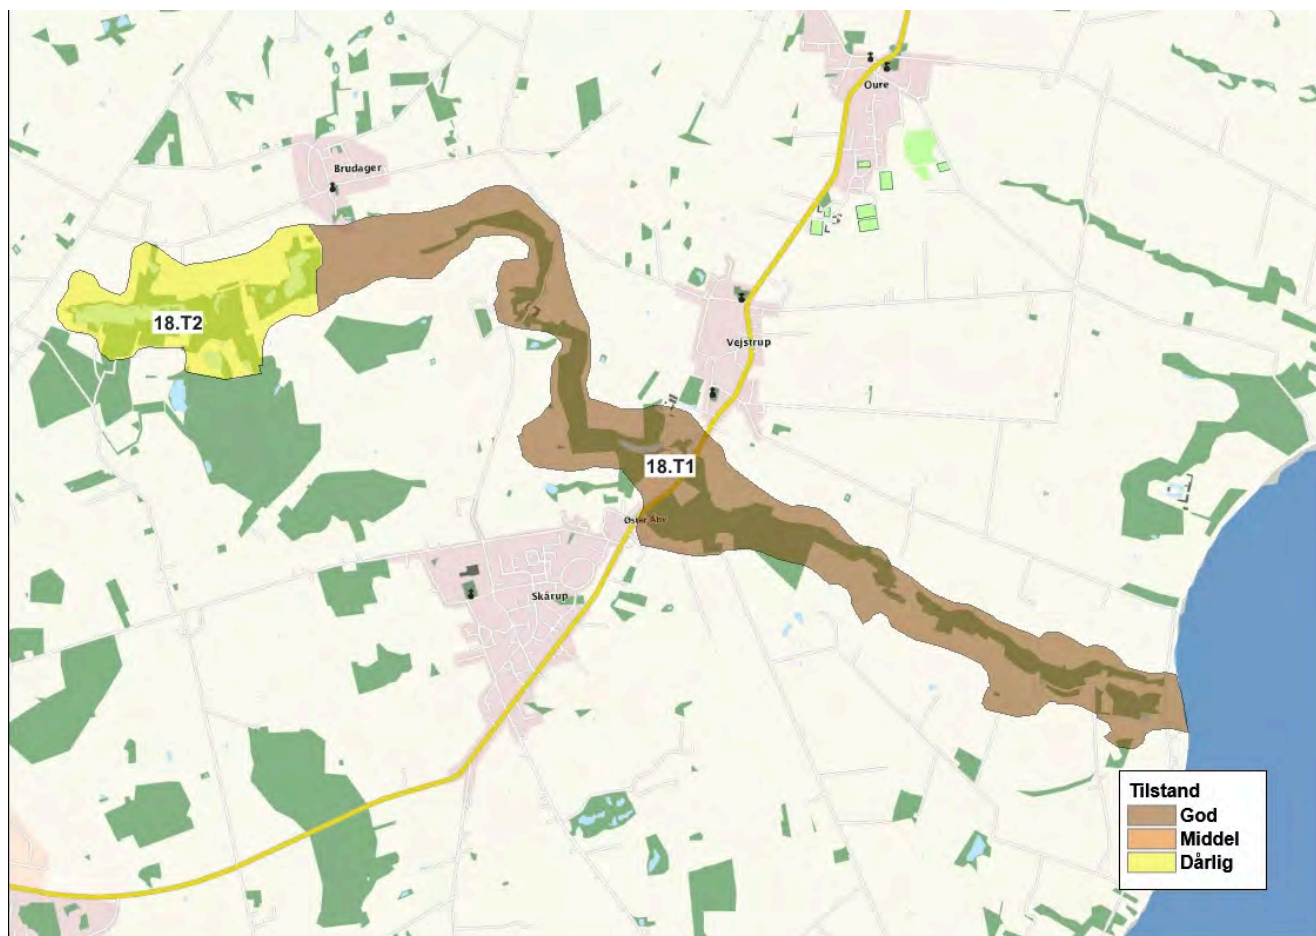 Oure
Brudager
18.T2
Vejstrup
18.T1
Øster Åby
Skårup
Tilstand
God
Middel
Dårlig